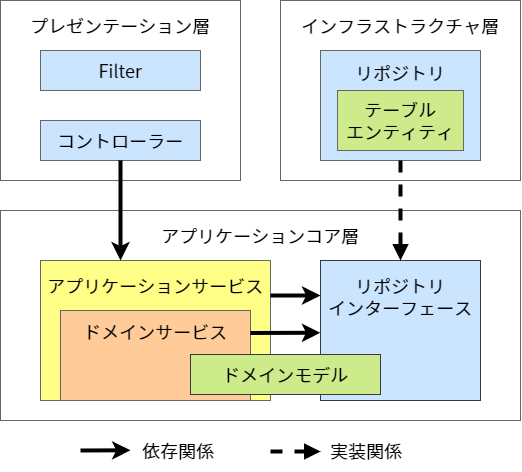 プレゼンテーション層
Filter
コントローラー
インフラストラクチャ層
リポジトリ
テーブル
エンティティ
アプリケーションコア層
アプリケーションサービス
ドメインサービス
リポジトリ
インターフェース
ドメインモデル
依存関係
実装関係